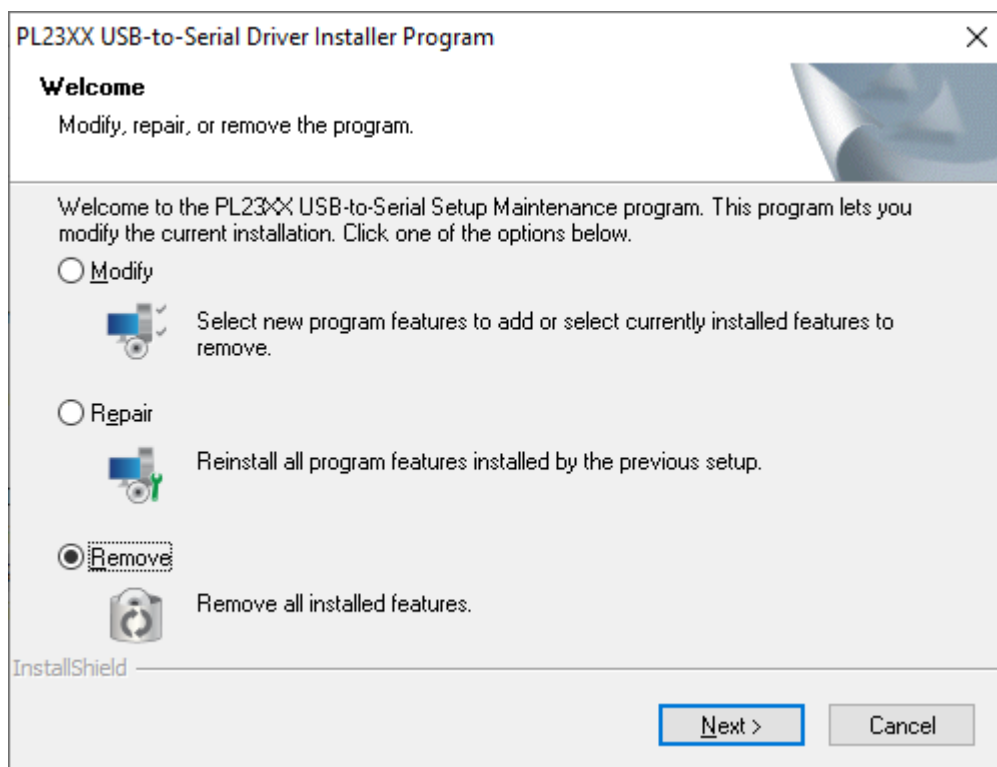 PL23XX USB-to-Serial Driver Installer Program
Welcome
Modify, repair, or remove the program.
Welcome to the PL23XX USB-to-Serial Setup Maintenance program. This program lets you
modify the current installation. Click one of the options below.
Modify
Select new program features to add or select currently installed features to
remove.
Repair
Reinstall all program features installed by the previous setup.
Remove
Remove all installed features.
InstallShield
Next >
Cancel